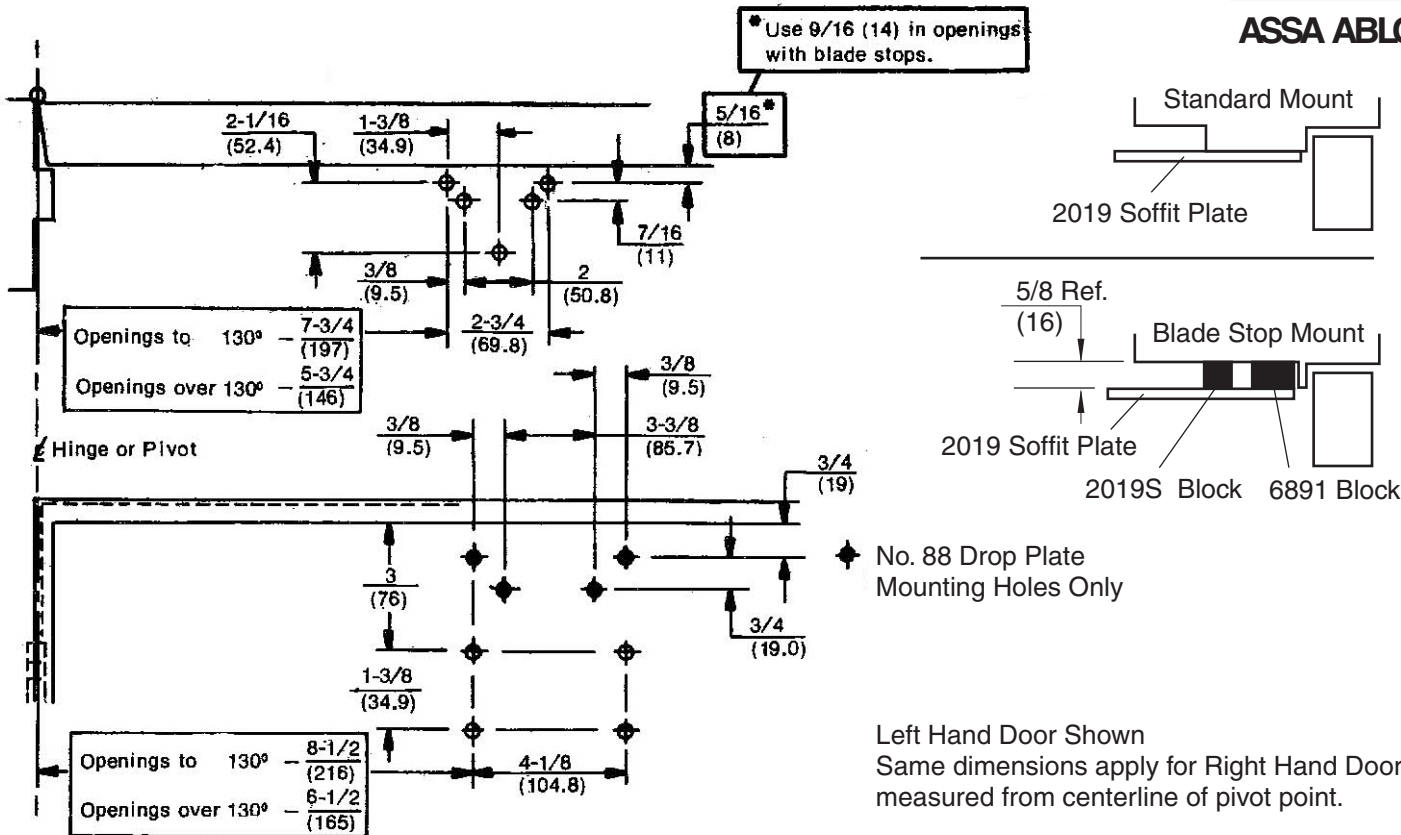 * Use 9/16 (14) in openings
with blade stops.
ASSA ABLO
5/16 *
(8)
2-1/16
(52.4)
1-3/8
(34.9)
Standard Mount
2019 Soffit Plate
7/16
(11)
3/8
(9.5)
2
(50.8)
2-3/4
(69.8)
Openings to 130º - 7-3/4
(197)
Openings over 130º - 5-3/4
(146)
5/8 Ref.
(16)
Blade Stop Mount
2019 Soffit Plate
2019S Block 6891 Block
3/8
(9.5)
3/8
(9.5)
3-3/8
(85.7)
℄ Hinge or Pivot
3/4
(19)
3
(76)
No. 88 Drop Plate
Mounting Holes Only
3/4
(19.0)
1-3/8
(34.9)
Openings to 130º - 8-1/2
(216)
Openings over 130º - 6-1/2
(165)
4-1/8
(104.8)
Left Hand Door Shown
Same dimensions apply for Right Hand Door
measured from centerline of pivot point.